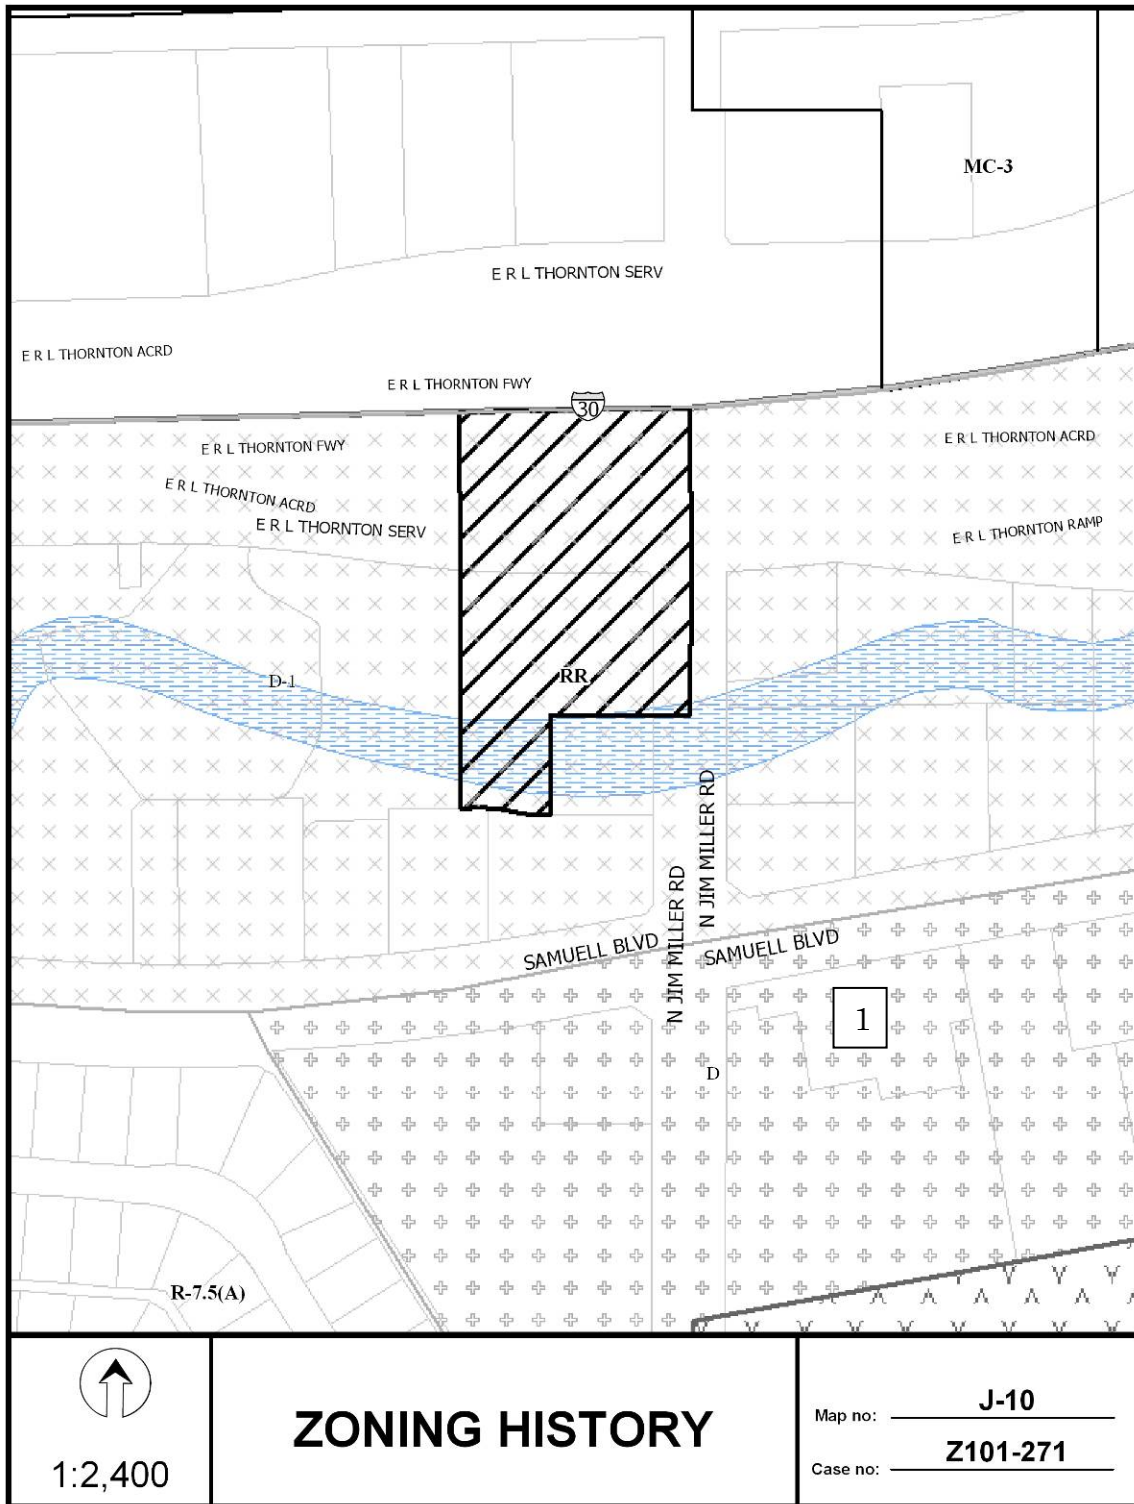 MC-3
E R L THORNTON SERV
E R L THORNTON ACRD
E R L THORNTON FWY
30
E R L THORNTON FWY
E R L THORNTON ACRD
E R L THORNTON ACRD
E R L THORNTON SERV
E R L THORNTON RAMP
RR
D-1
N JIM MILLER RD
N JIM MILLER RD
SAMUELL BLVD
SAMUELL BLVD
1
D
R-7.5(A)
1:2,400
ZONING HISTORY
Map no: J-10
Case no: Z101-271